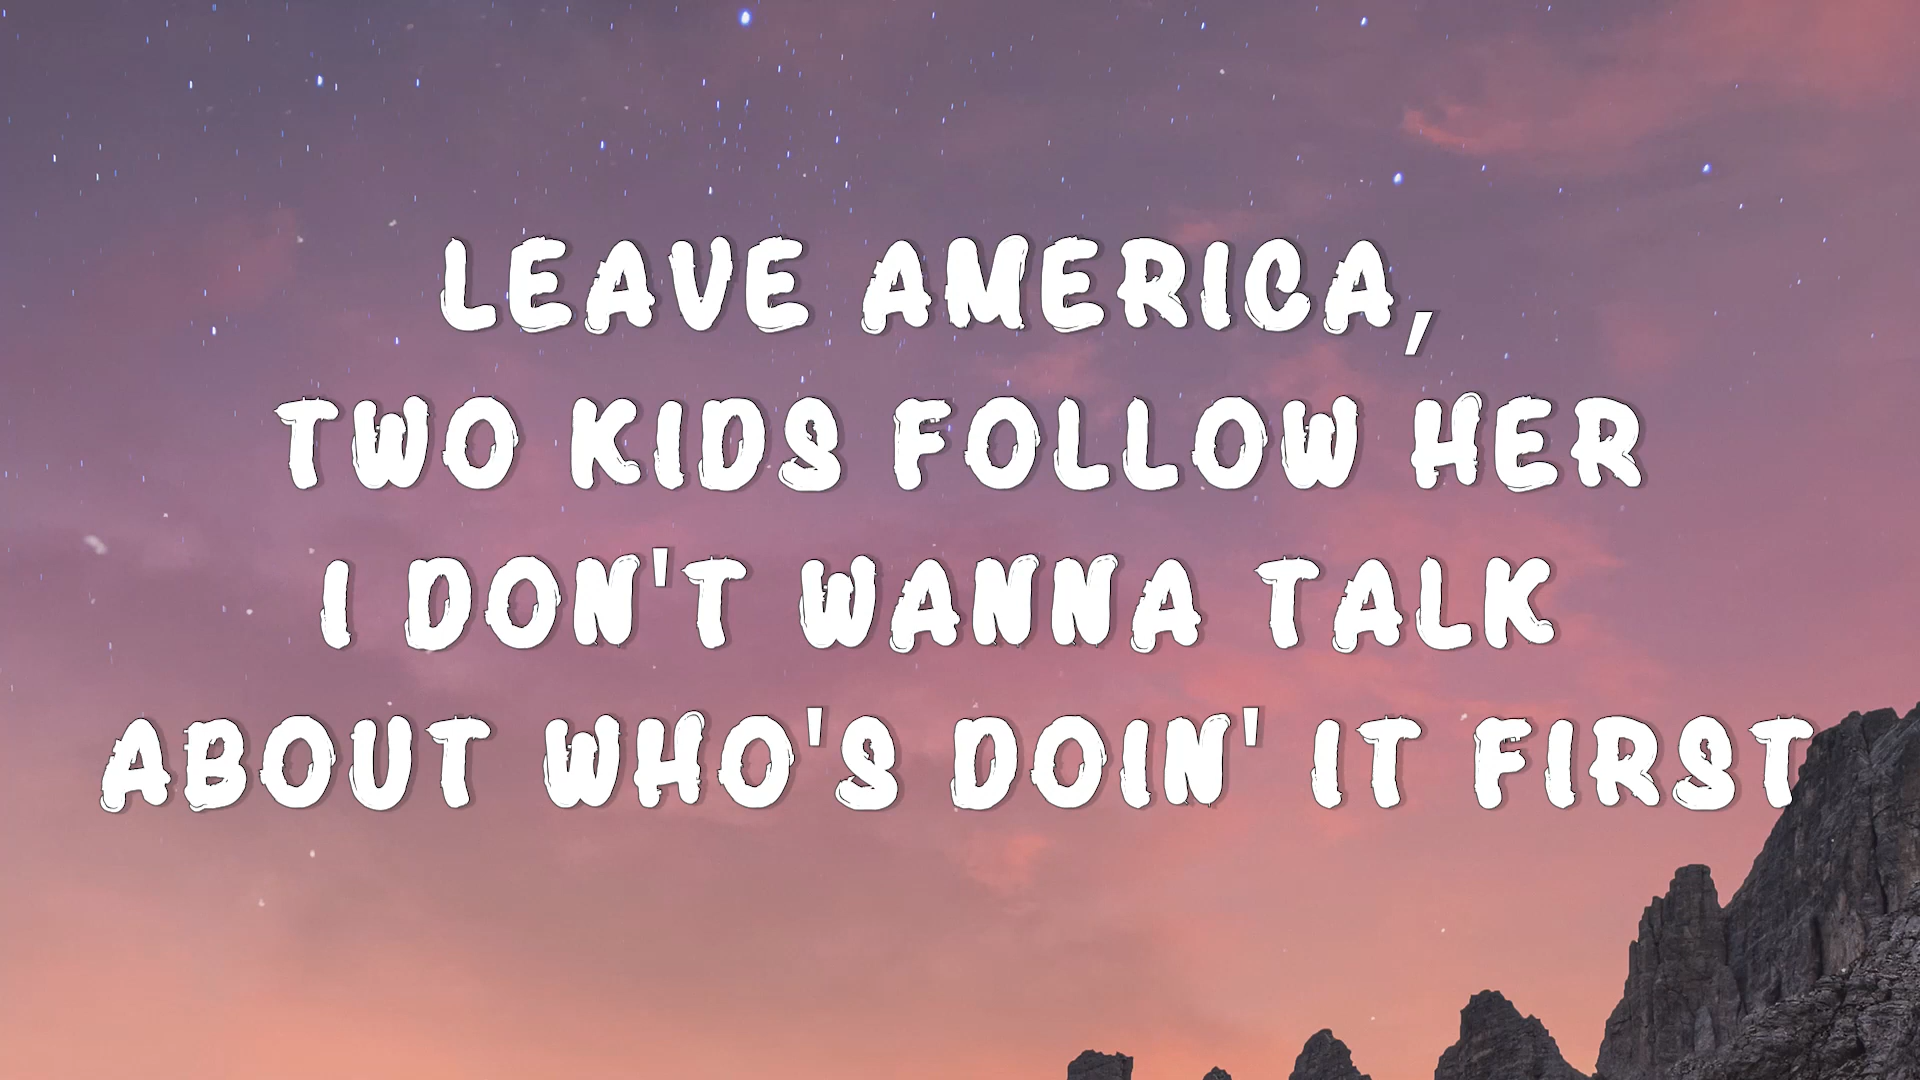 LEAVE AMERICA,
TWO KIDS FOLLOW HER
I DON'T WANNA TALK
ABOUT WHO'S DOIN' IT FIRST